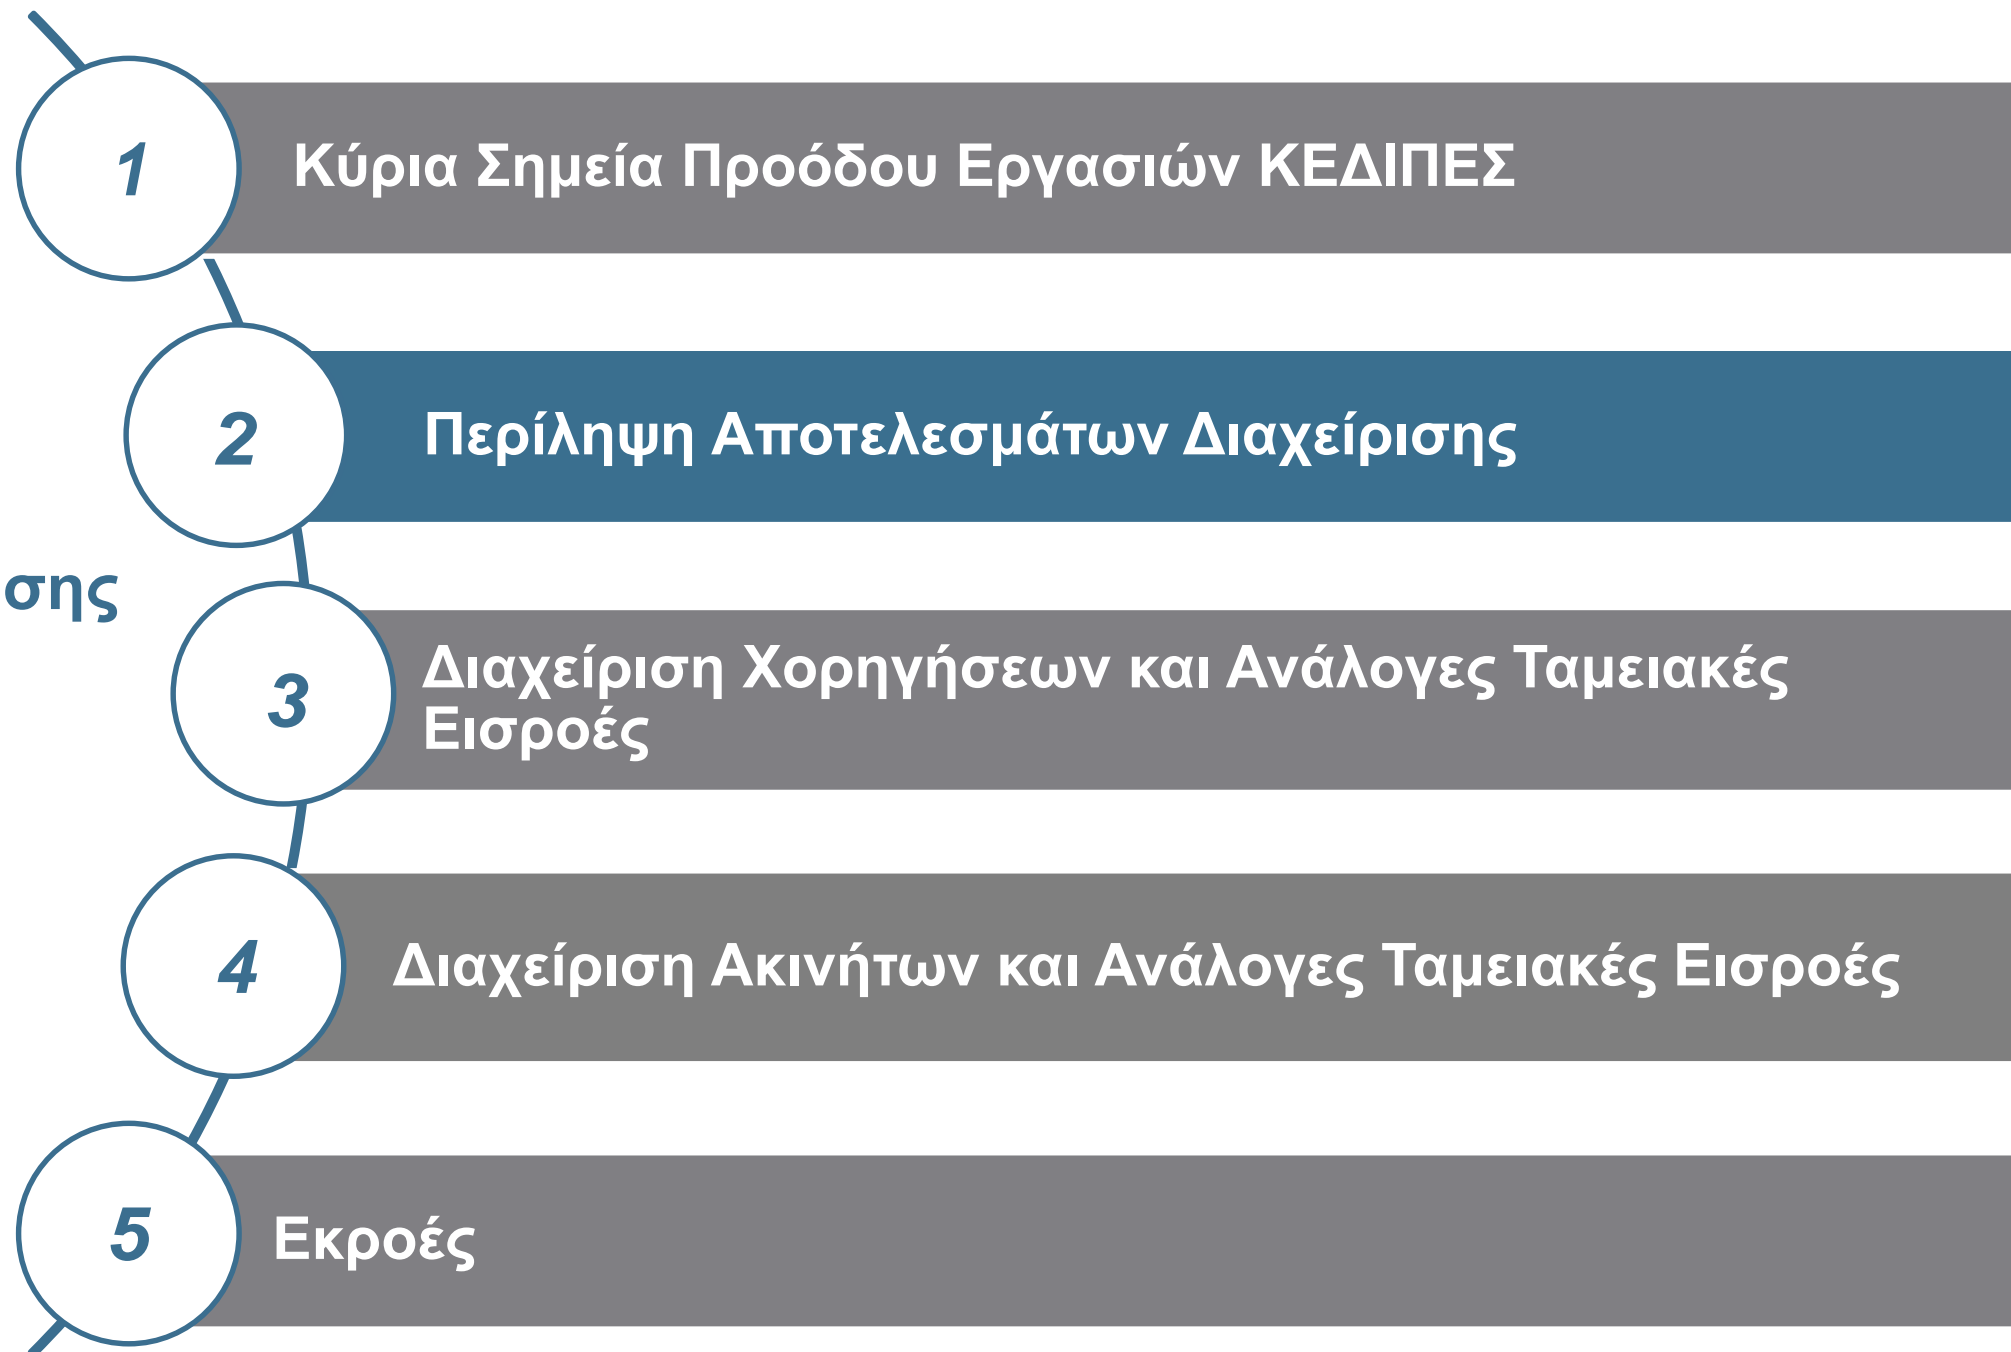 1
Κύρια Σημεία Προόδου Εργασιών ΚΕΔΙΠΕΣ
2
Περίληψη Αποτελεσμάτων Διαχείρισης
σης
3
Διαχείριση Χορηγήσεων και Ανάλογες Ταμειακές
Εισροές
4
Διαχείριση Ακινήτων και Ανάλογες Ταμειακές Εισροές
5
Εκροές